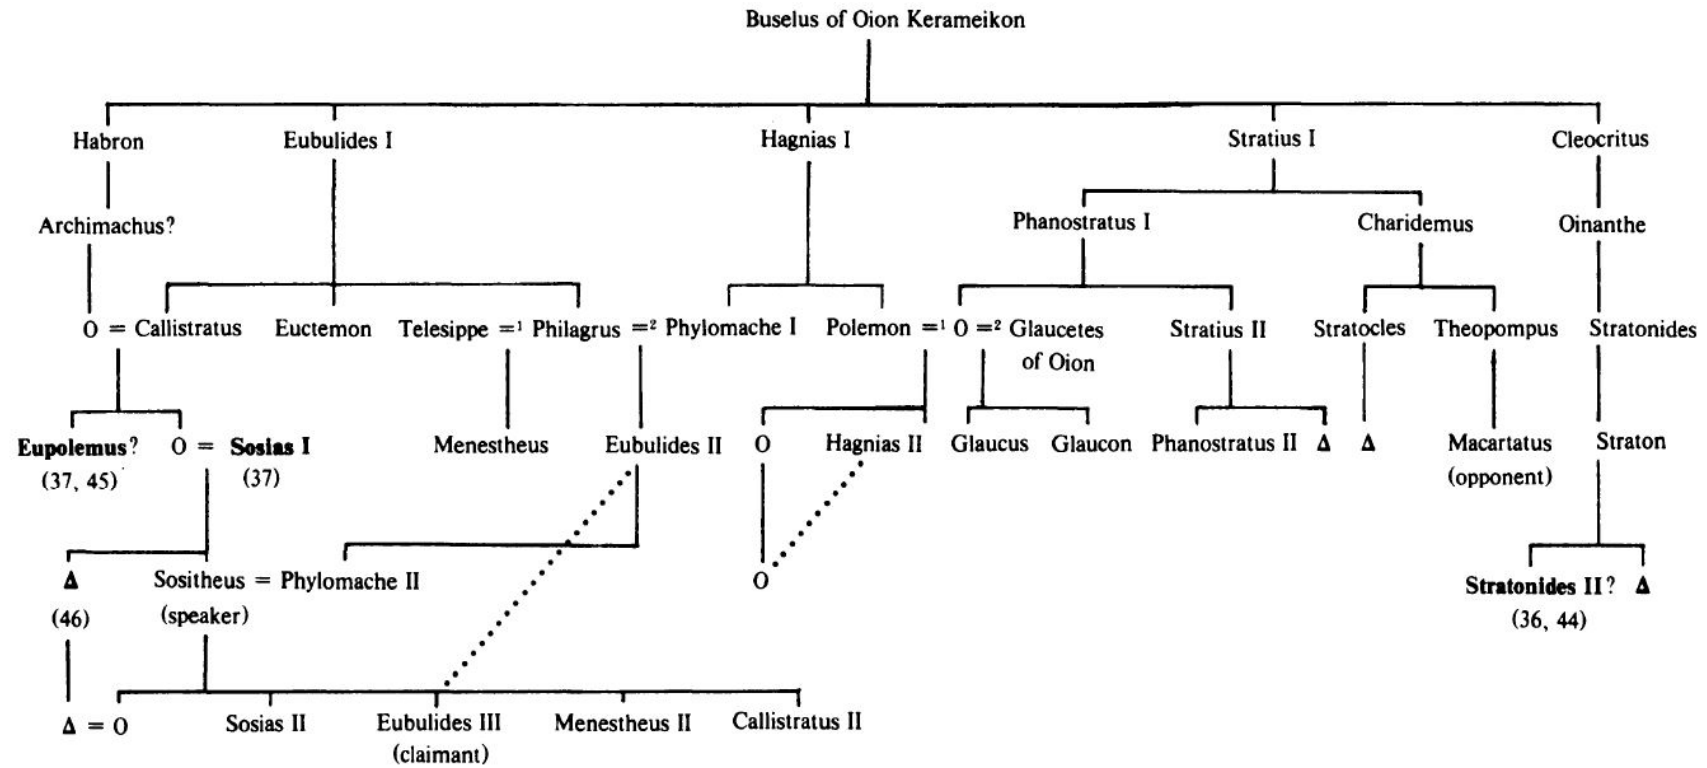 Buselus of Oion Kerameikon
Habron Eubulides I Hagnias I Stratius I Cleocritus
Archimachus? Phanostratus I Charidemus Oinanthe
O = Callistratus Euctemon Telesippe =¹ Philagrus =² Phylomache I Polemon =¹ O =² Glaucetes Stratius II Stratocles Theopompus Stratonides
of Oion
Eupolemus? O = Sosias I Menestheus Eubulides II O Hagnias II Glaucus Glaucon Phanostratus II Δ Δ Macartatus Straton
(37, 45) (37) (opponent)
Δ Sositheus = Phylomache II O Stratonides II? Δ
(46) (speaker) (36, 44)
Δ = O Sosias II Eubulides III Menestheus II Callistratus II
(claimant)